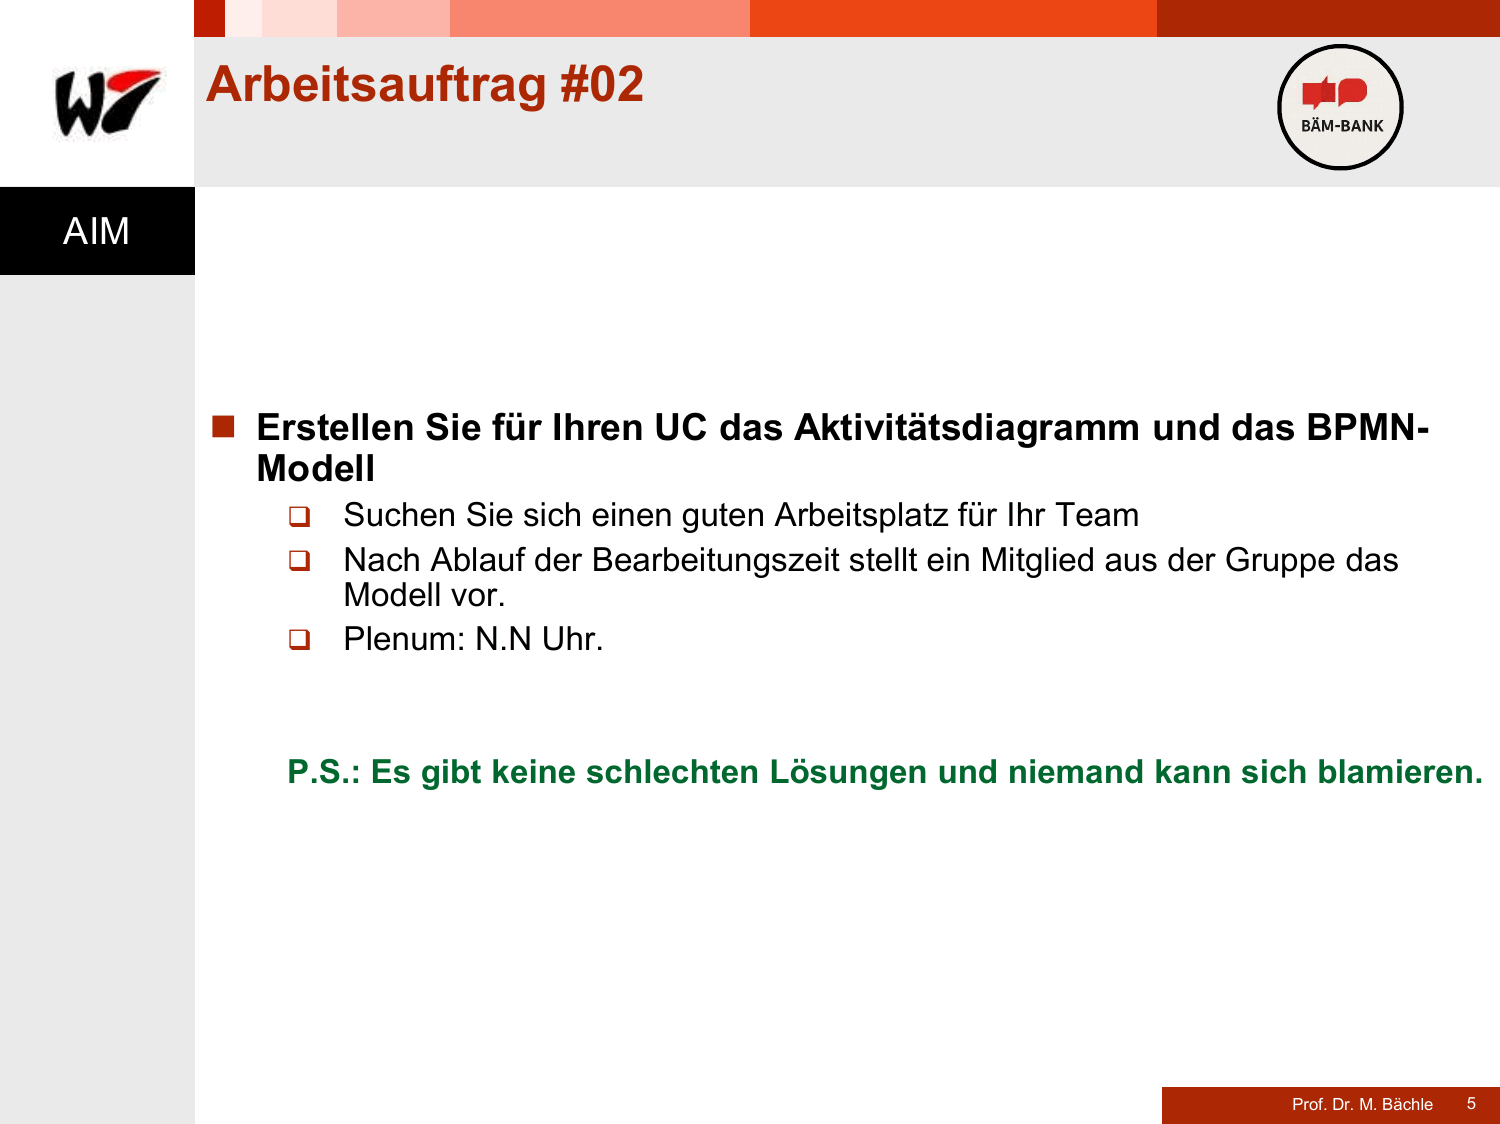 Arbeitsauftrag #02
BÄM-BANK
AIM
Erstellen Sie für Ihren UC das Aktivitätsdiagramm und das BPMN-
Modell
Suchen Sie sich einen guten Arbeitsplatz für Ihr Team
Nach Ablauf der Bearbeitungszeit stellt ein Mitglied aus der Gruppe das
Modell vor.
Plenum: N.N Uhr.
P.S.: Es gibt keine schlechten Lösungen und niemand kann sich blamieren.
Prof. Dr. M. Bächle 5